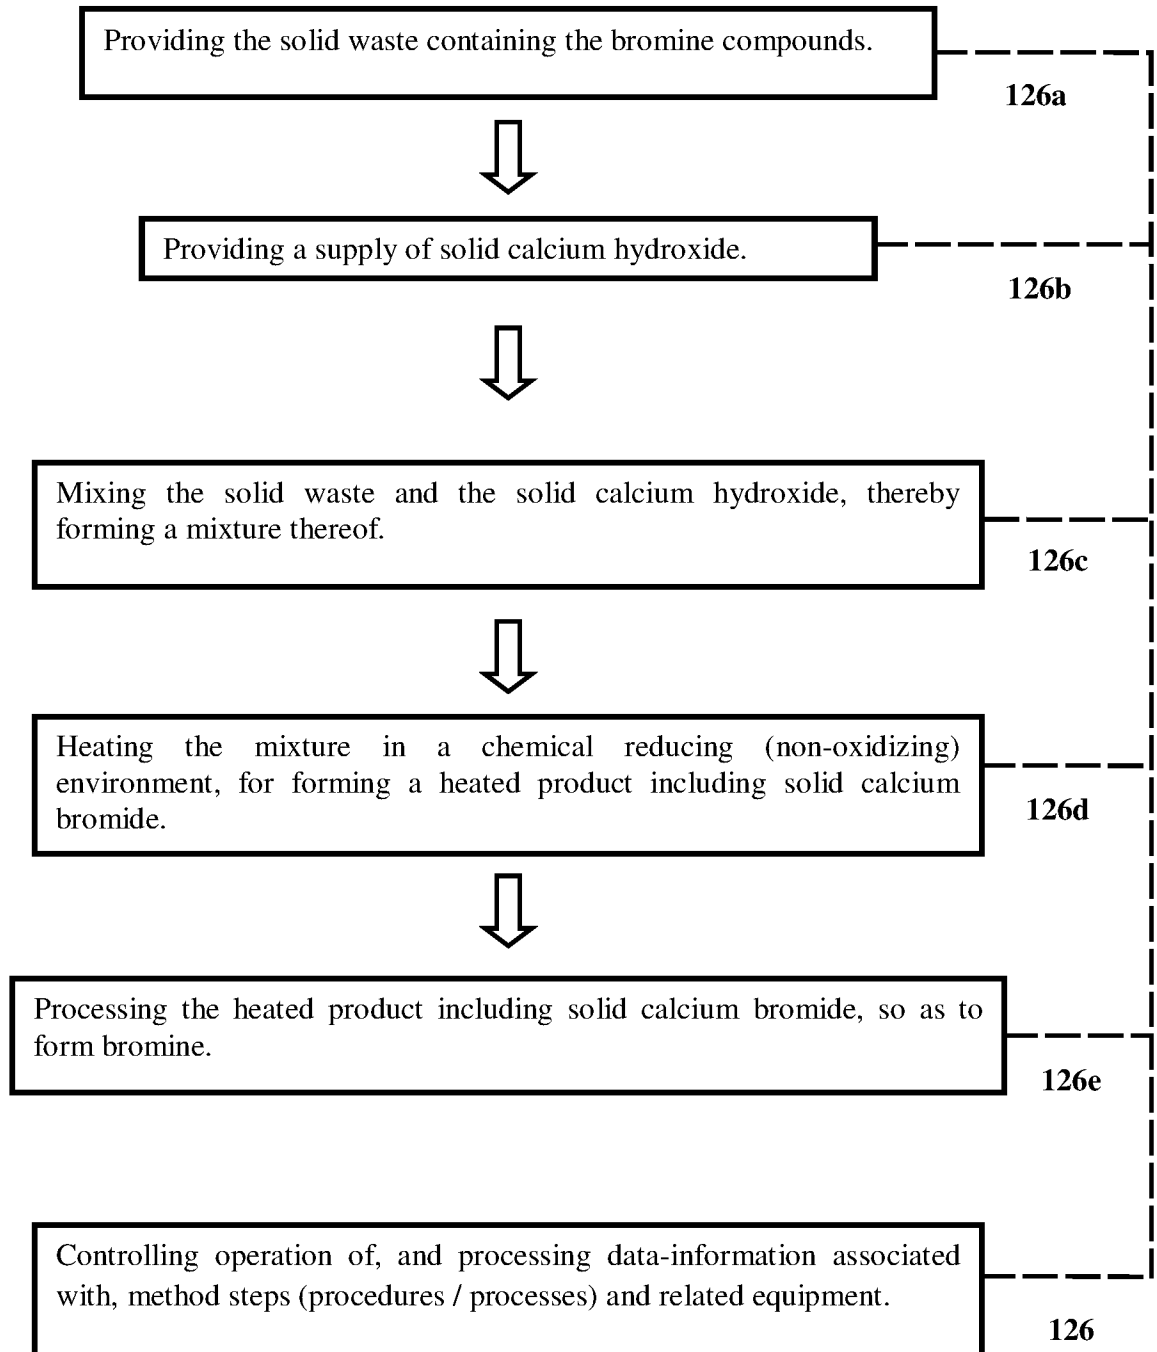 Providing the solid waste containing the bromine compounds.
126a
Providing a supply of solid calcium hydroxide.
126b
Mixing the solid waste and the solid calcium hydroxide, thereby
forming a mixture thereof.
126c
Heating the mixture in a chemical reducing (non-oxidizing)
environment, for forming a heated product including solid calcium
bromide.
126d
Processing the heated product including solid calcium bromide, so as to
form bromine.
126e
Controlling operation of, and processing data-information associated
with, method steps (procedures / processes) and related equipment.
126